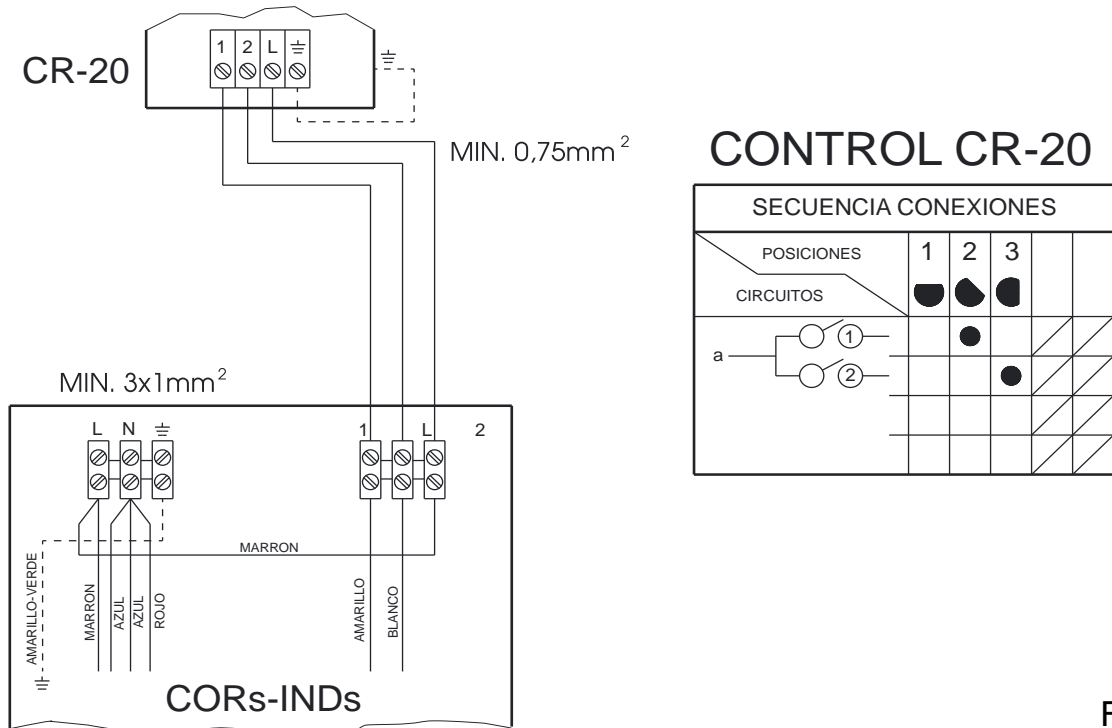 1 2 L
CR-20
MIN. 0,75mm²
MIN. 3x1mm²
L N
1 L 2
MARRON
AMARILLO-VERDE
MARRON
AZUL
AZUL
ROJO
AMARILLO
BLANCO
CORs-INDs
CONTROL CR-20
SECUENCIA CONEXIONES
POSICIONES 1 2 3
CIRCUITOS
1
a
2